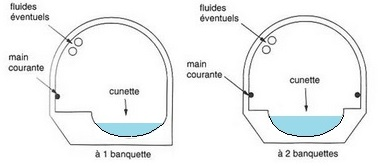 fluides
éventuels
main
courante
cunette
à 1 banquette
fluides
éventuels
main
courante
cunette
à 2 banquettes